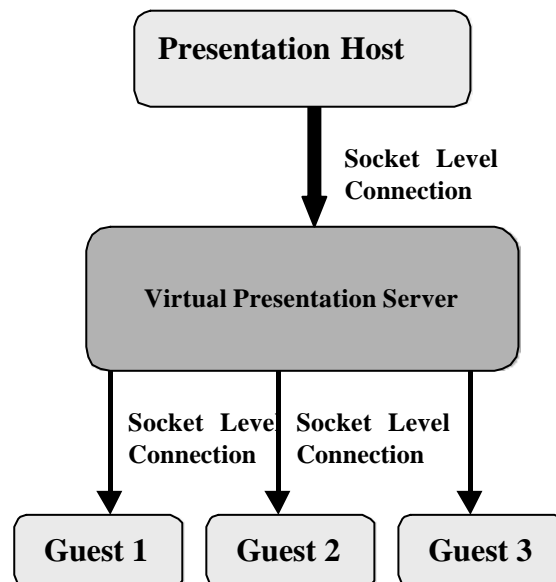 Presentation Host
Socket Level
Connection
Virtual Presentation Server
Socket Level
Connection
Socket Level
Connection
Guest 1
Guest 2
Guest 3